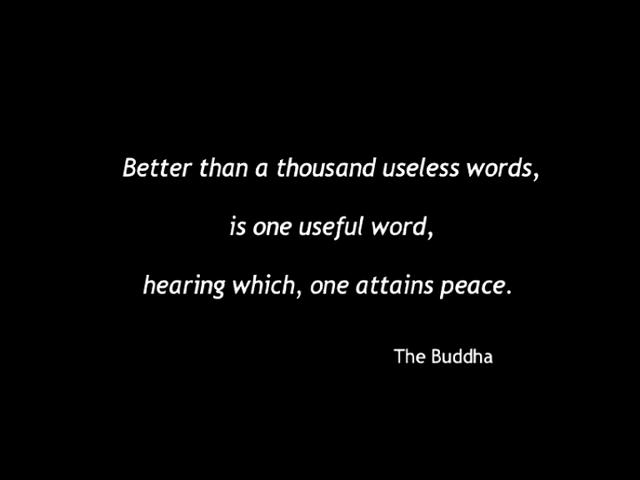 Better than a thousand useless words,
is one useful word,
hearing which, one attains peace.
The Buddha